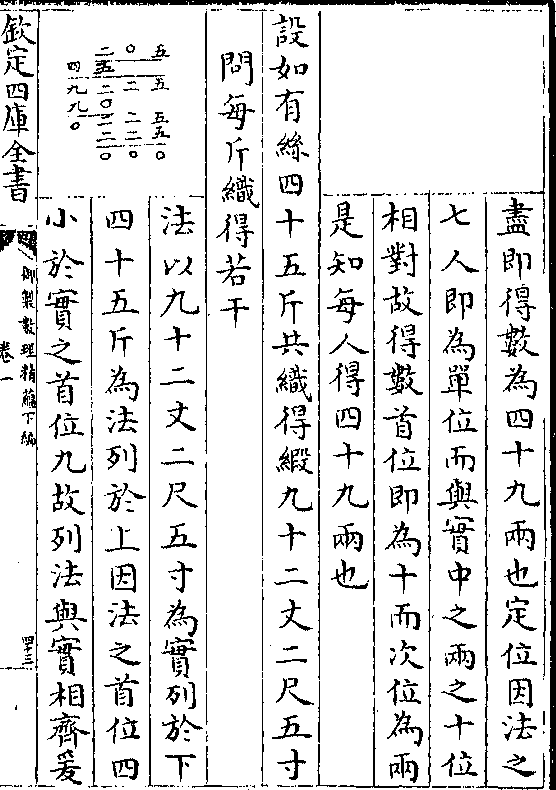 盡即得數為四十九兩也定位因法之
七人即為單位而與實中之兩之十位
相對故得數首位即為十而次位為兩
是知每人得四十九兩也
設如有絲四十五斤共織得緞九十二丈二尺五寸
問每斤織得若干
五五五五〇
〇二二二〇
二五二〇二二〇
四九九〇
法以九十二丈二尺五寸為實列於下
四十五斤為法列於上因法之首位四
小於實之首位九故列法與實相齊爰
欽定四庫全書
御製數理精藴下編
卷一
四十三